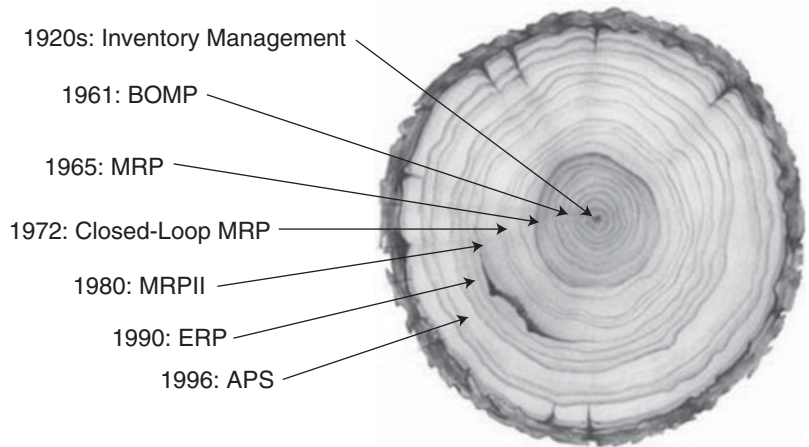 1920s: Inventory Management
1961: BOMP
1965: MRP
1972: Closed-Loop MRP
1980: MRPII
1990: ERP
1996: APS